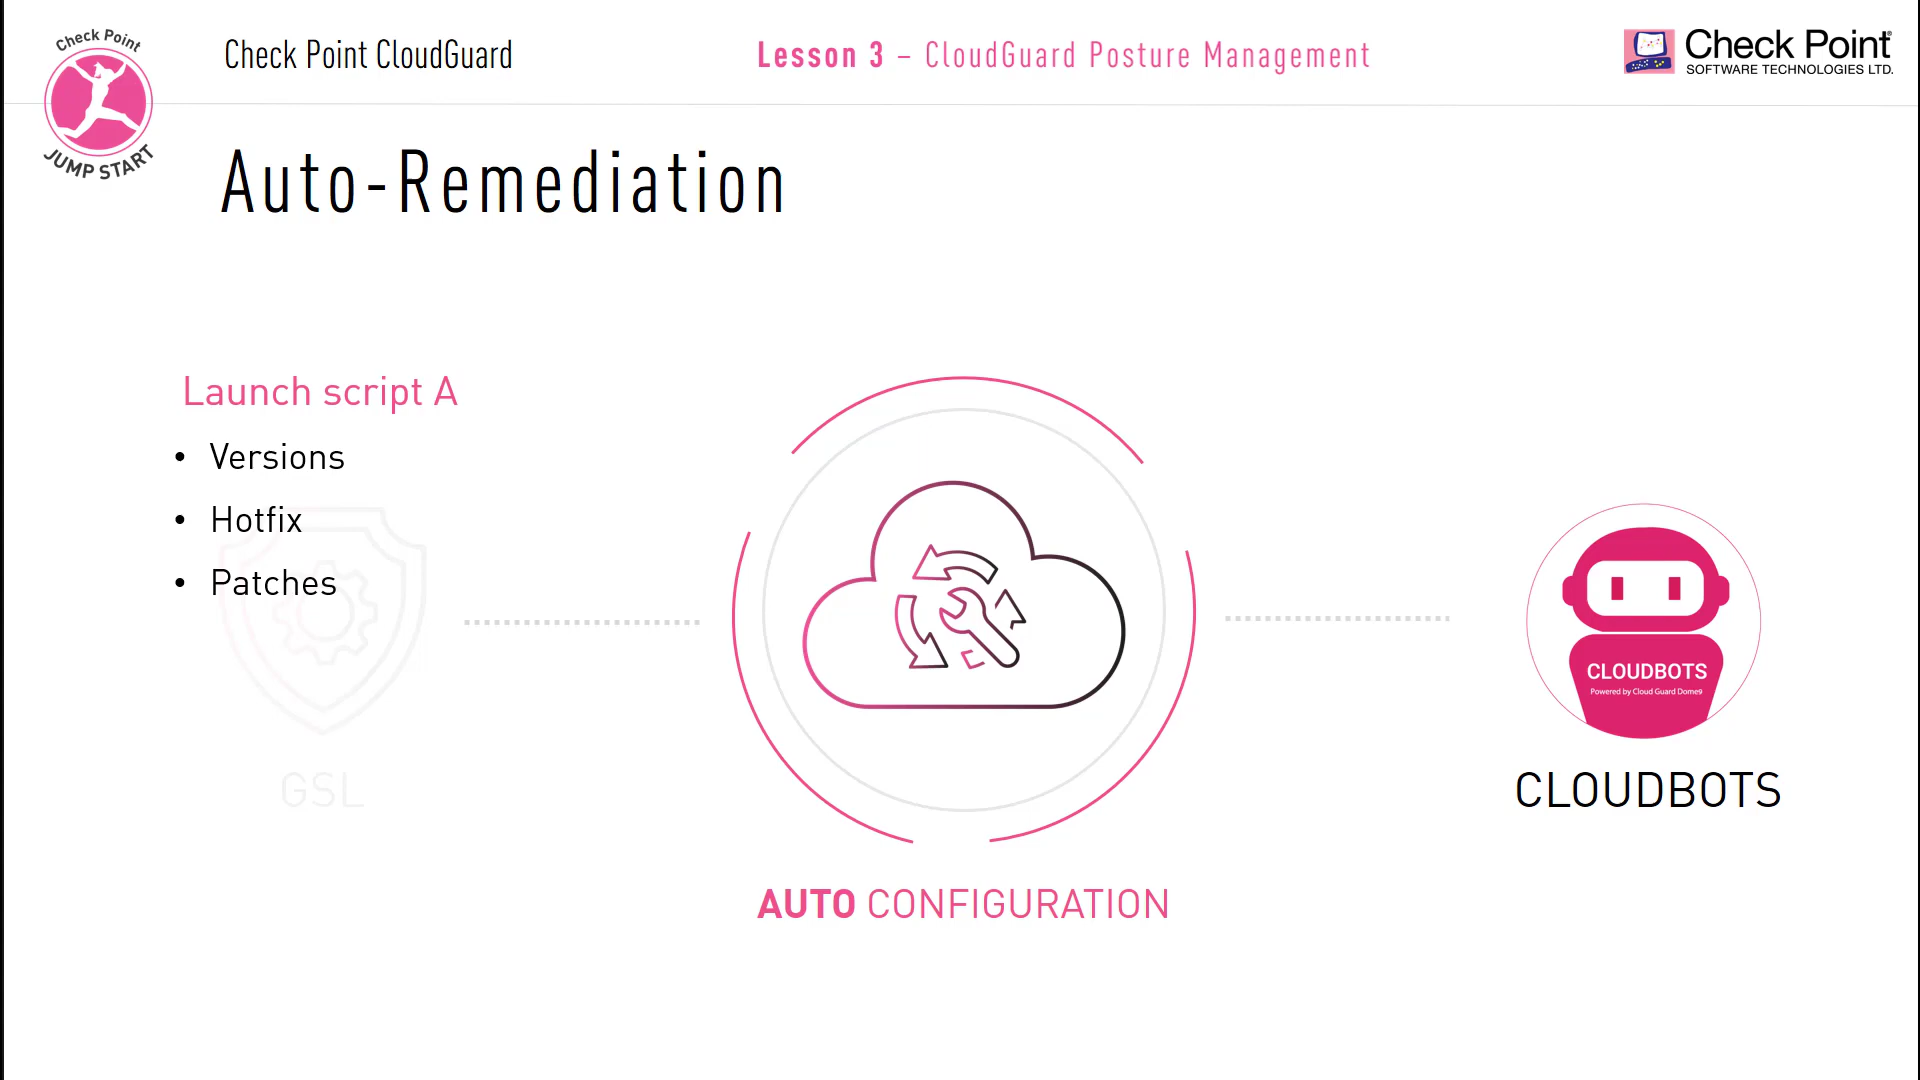 Check Point
JUMP START
Check Point CloudGuard
Lesson 3 – CloudGuard Posture Management
Check Point®
SOFTWARE TECHNOLOGIES LTD.
Auto-Remediation
Launch script A
• Versions
• Hotfix
• Patches
GSL
AUTO CONFIGURATION
CLOUDBOTS
Powered by Cloud Guard Dome9
CLOUDBOTS